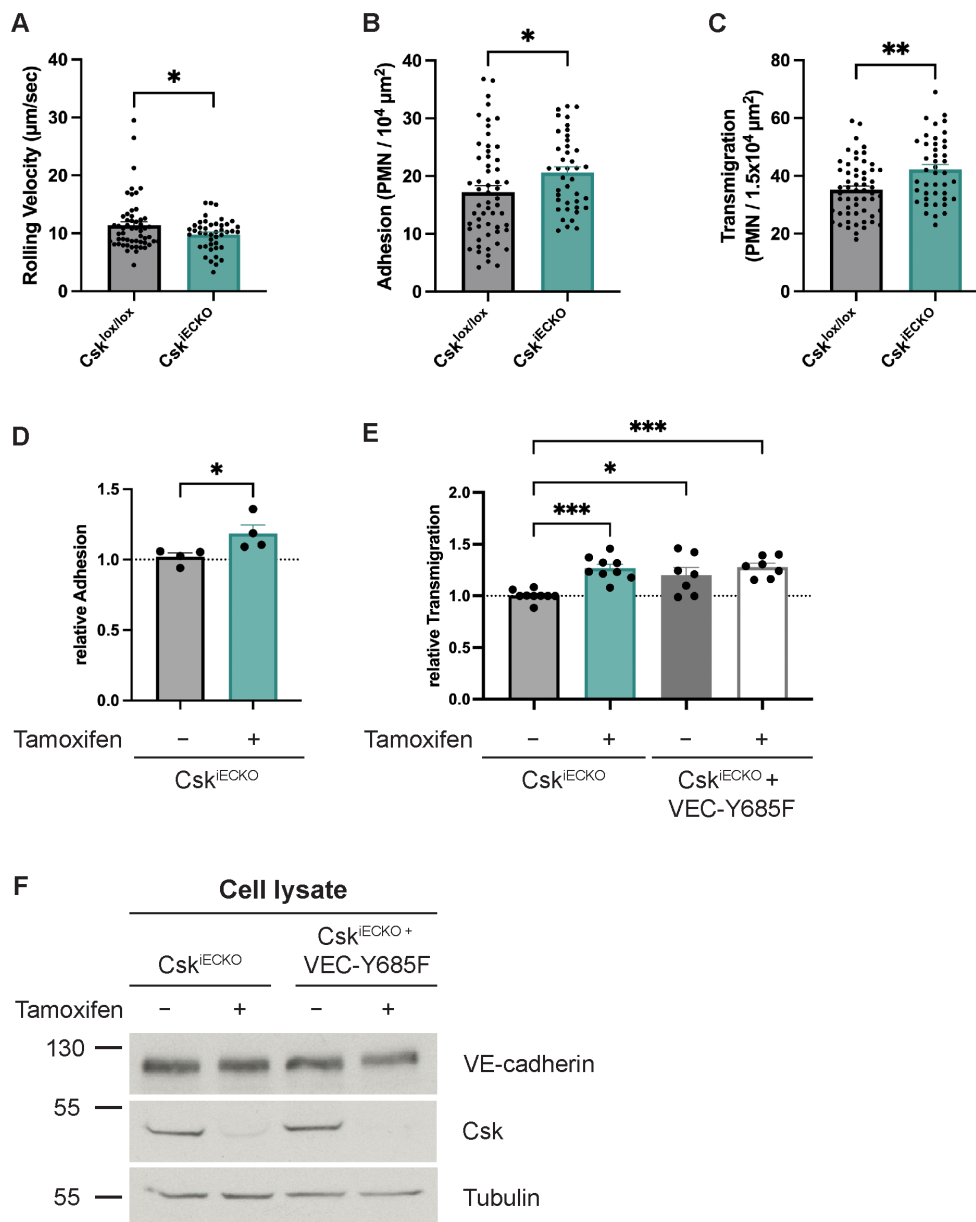 A
Rolling Velocity (µm/sec)
40
30
20
10
0
*
Csk^lox/lox
Csk^iECKO
B
Adhesion (PMN / 10⁴ µm²)
40
30
20
10
0
*
Csk^lox/lox
Csk^iECKO
C
Transmigration
(PMN / 1.5x10⁴ µm²)
80
60
40
20
0
**
Csk^lox/lox
Csk^iECKO
D
relative Adhesion
1.5
1.0
0.5
0.0
*
Tamoxifen − +
Csk^iECKO
E
relative Transmigration
2.0
1.5
1.0
0.5
0.0
***
*
***
Tamoxifen − + − +
Csk^iECKO
Csk^iECKO +
VEC-Y685F
F
Cell lysate
Csk^iECKO
Csk^iECKO +
VEC-Y685F
Tamoxifen − + − +
130
VE-cadherin
55
Csk
55
Tubulin